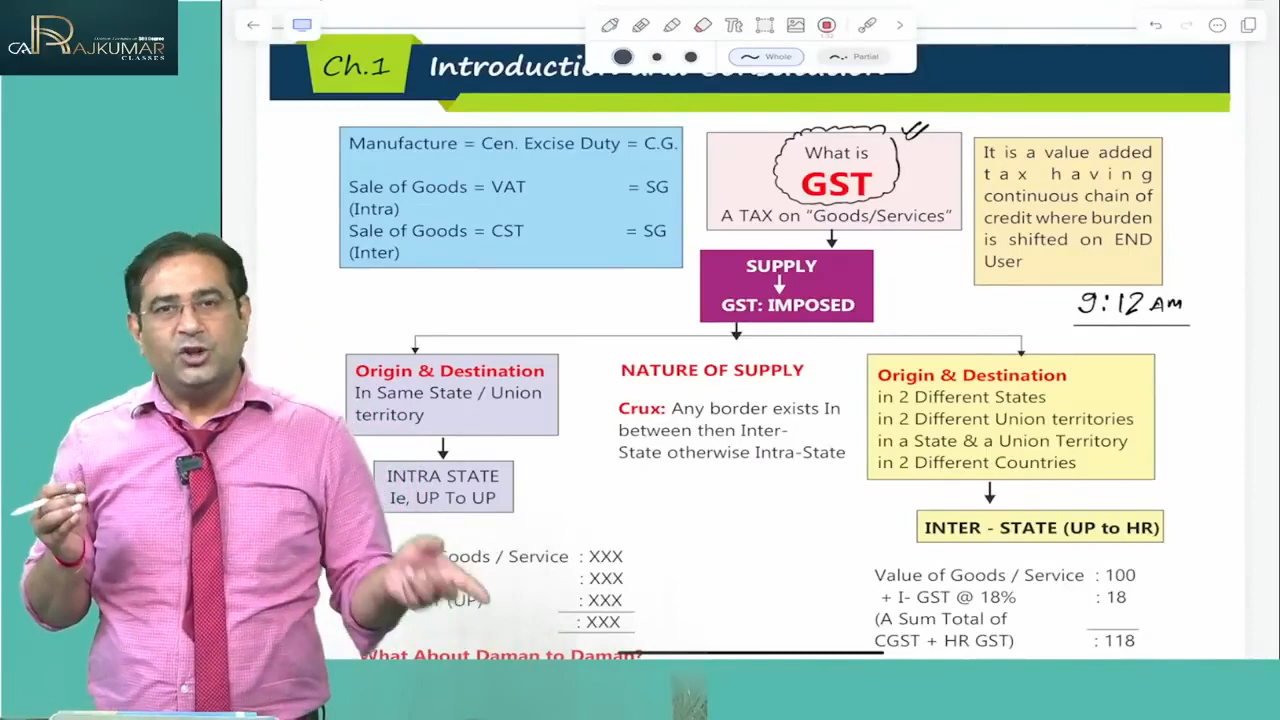 CA RAJKUMAR
CLASSES
Tr
Whole
Partial
Ch.1
Introduction and
Manufacture = Cen. Excise Duty = C.G.
Sale of Goods = VAT = SG
(Intra)
Sale of Goods = CST = SG
(Inter)
What is
GST
A TAX on “Goods/Services”
It is a value added
tax having
continuous chain of
credit where burden
is shifted on END
User
SUPPLY
GST: IMPOSED
9:12 AM
Origin & Destination
In Same State / Union
territory
NATURE OF SUPPLY
Crux: Any border exists In
between then Inter-
State otherwise Intra-State
Origin & Destination
in 2 Different States
in 2 Different Union territories
in a State & a Union Territory
in 2 Different Countries
INTRA STATE
Ie, UP To UP
INTER - STATE (UP to HR)
oods / Service : XXX
: XXX
(UP) : XXX
: XXX
Value of Goods / Service : 100
+ I- GST @ 18% : 18
(A Sum Total of
CGST + HR GST) : 118
What About Daman to Daman?